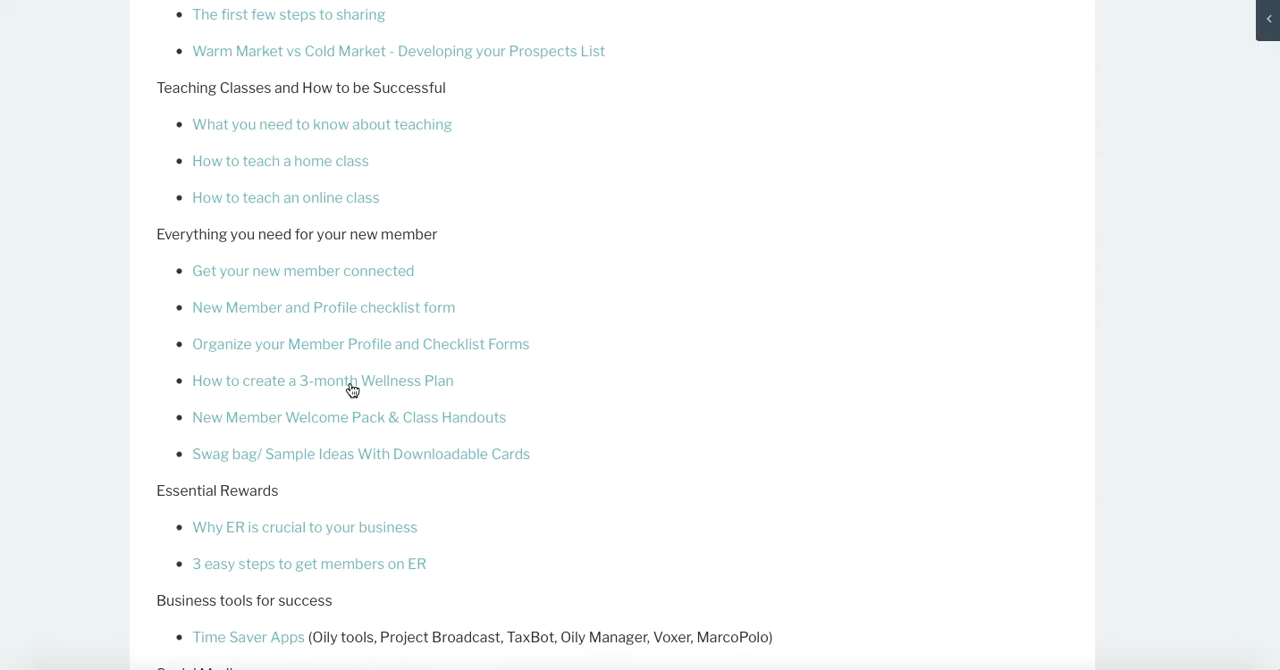 The first few steps to sharing
Warm Market vs Cold Market - Developing your Prospects List
Teaching Classes and How to be Successful
What you need to know about teaching
How to teach a home class
How to teach an online class
Everything you need for your new member
Get your new member connected
New Member and Profile checklist form
Organize your Member Profile and Checklist Forms
How to create a 3-month Wellness Plan
New Member Welcome Pack & Class Handouts
Swag bag/ Sample Ideas With Downloadable Cards
Essential Rewards
Why ER is crucial to your business
3 easy steps to get members on ER
Business tools for success
Time Saver Apps (Oily tools, Project Broadcast, TaxBot, Oily Manager, Voxer, MarcoPolo)